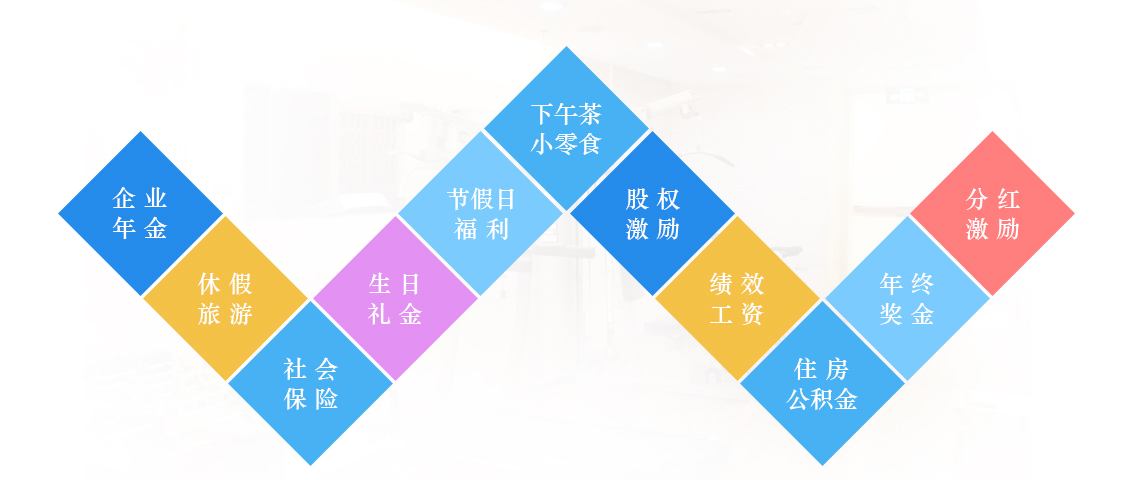 企业
年金
休假
旅游
社会
保险
生日
礼金
节假日
福利
下午茶
小零食
股权
激励
绩效
工资
住房
公积金
年终
奖金
分红
激励